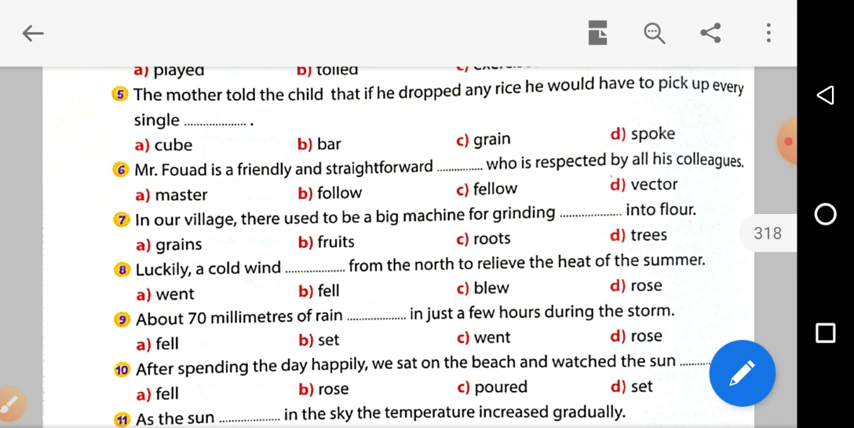 a) played b) toiled
5 The mother told the child that if he dropped any rice he would have to pick up every
single .................... .
a) cube b) bar c) grain d) spoke
6 Mr. Fouad is a friendly and straightforward .............. who is respected by all his colleagues.
a) master b) follow c) fellow d) vector
7 In our village, there used to be a big machine for grinding .................... into flour.
a) grains b) fruits c) roots d) trees
8 Luckily, a cold wind .................. from the north to relieve the heat of the summer.
a) went b) fell c) blew d) rose
9 About 70 millimetres of rain .................. in just a few hours during the storm.
a) fell b) set c) went d) rose
10 After spending the day happily, we sat on the beach and watched the sun ..........
a) fell b) rose c) poured d) set
11 As the sun .................. in the sky the temperature increased gradually.
318